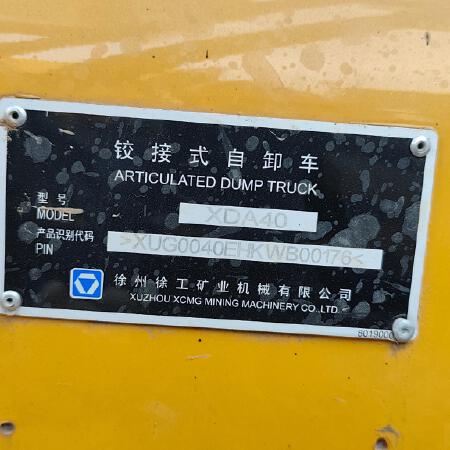 铰接式自卸车
ARTICULATED DUMP TRUCK
型号
MODEL
XDA40
产品识别代码
PIN
>XUG0040EHKWB00176<
徐州徐工矿业机械有限公司
XUZHOU XCMG MINING MACHINERY CO.,LTD.